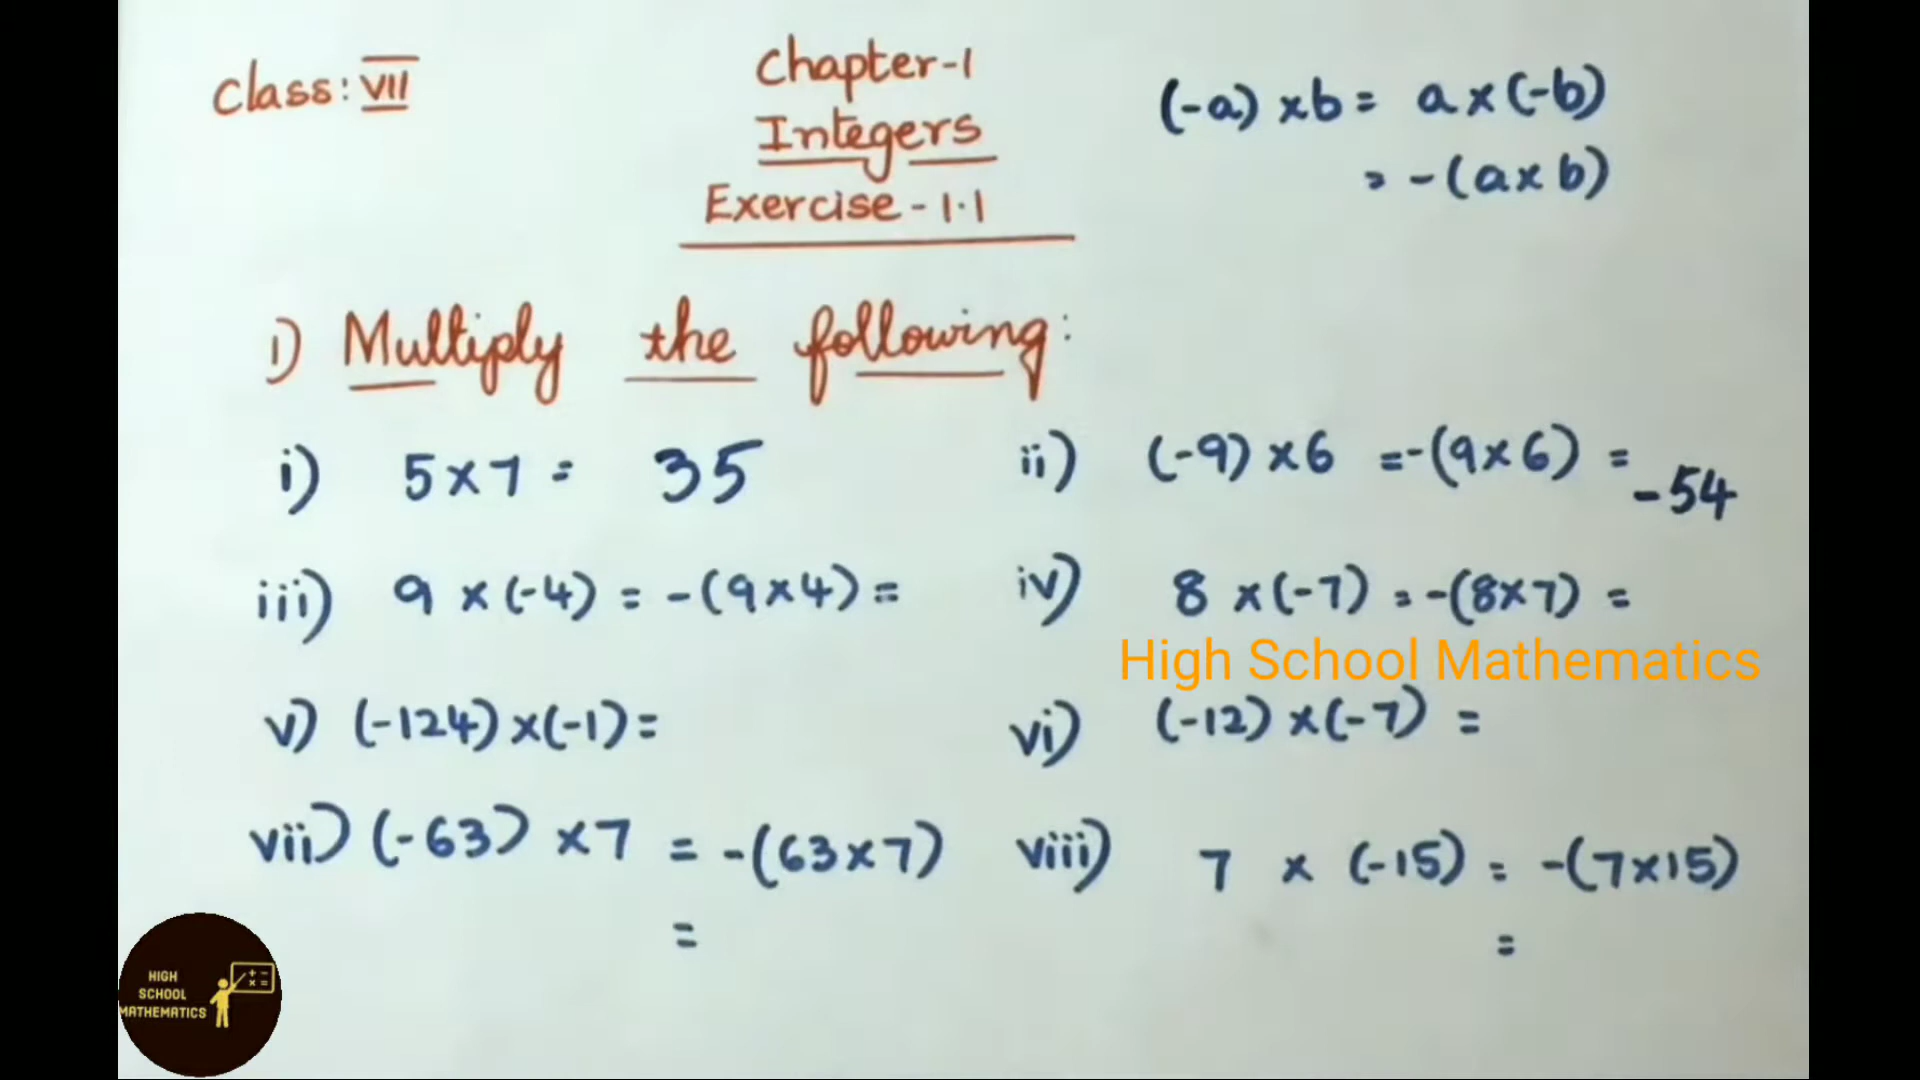 Class: VII
Chapter-1
Integers
Exercise-1.1
(-a) × b = a × (-b)
= -(a × b)
1) Multiply the following:
i) 5 × 7 = 35
ii) (-9) × 6 = -(9 × 6) = -54
iii) 9 × (-4) = -(9 × 4) =
iv) 8 × (-7) = -(8 × 7) =
High School Mathematics
v) (-124) × (-1) =
vi) (-12) × (-7) =
vii) (-63) × 7 = -(63 × 7)
=
viii) 7 × (-15) = -(7 × 15)
=
HIGH
SCHOOL
MATHEMATICS